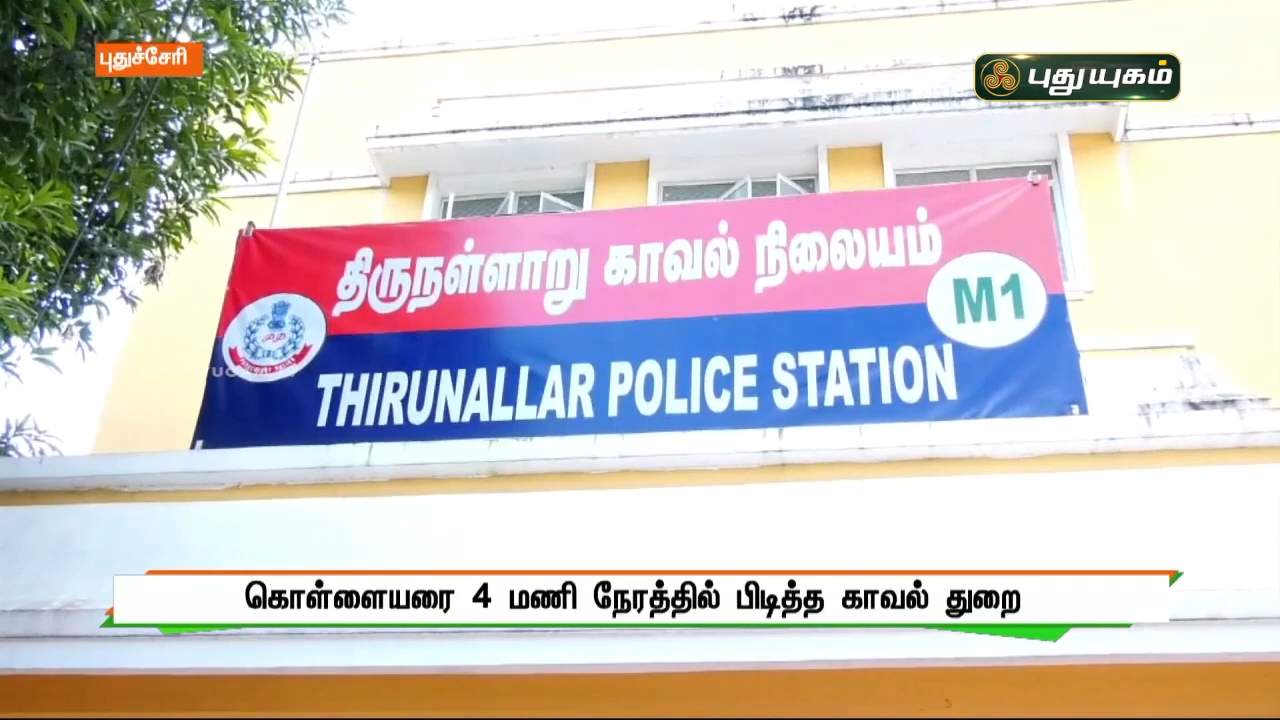 புதுச்சேரி
புதுயுகம்
திருநள்ளாறு காவல் நிலையம்
M1
THIRUNALLAR POLICE STATION
கொள்ளையரை 4 மணி நேரத்தில் பிடித்த காவல் துறை